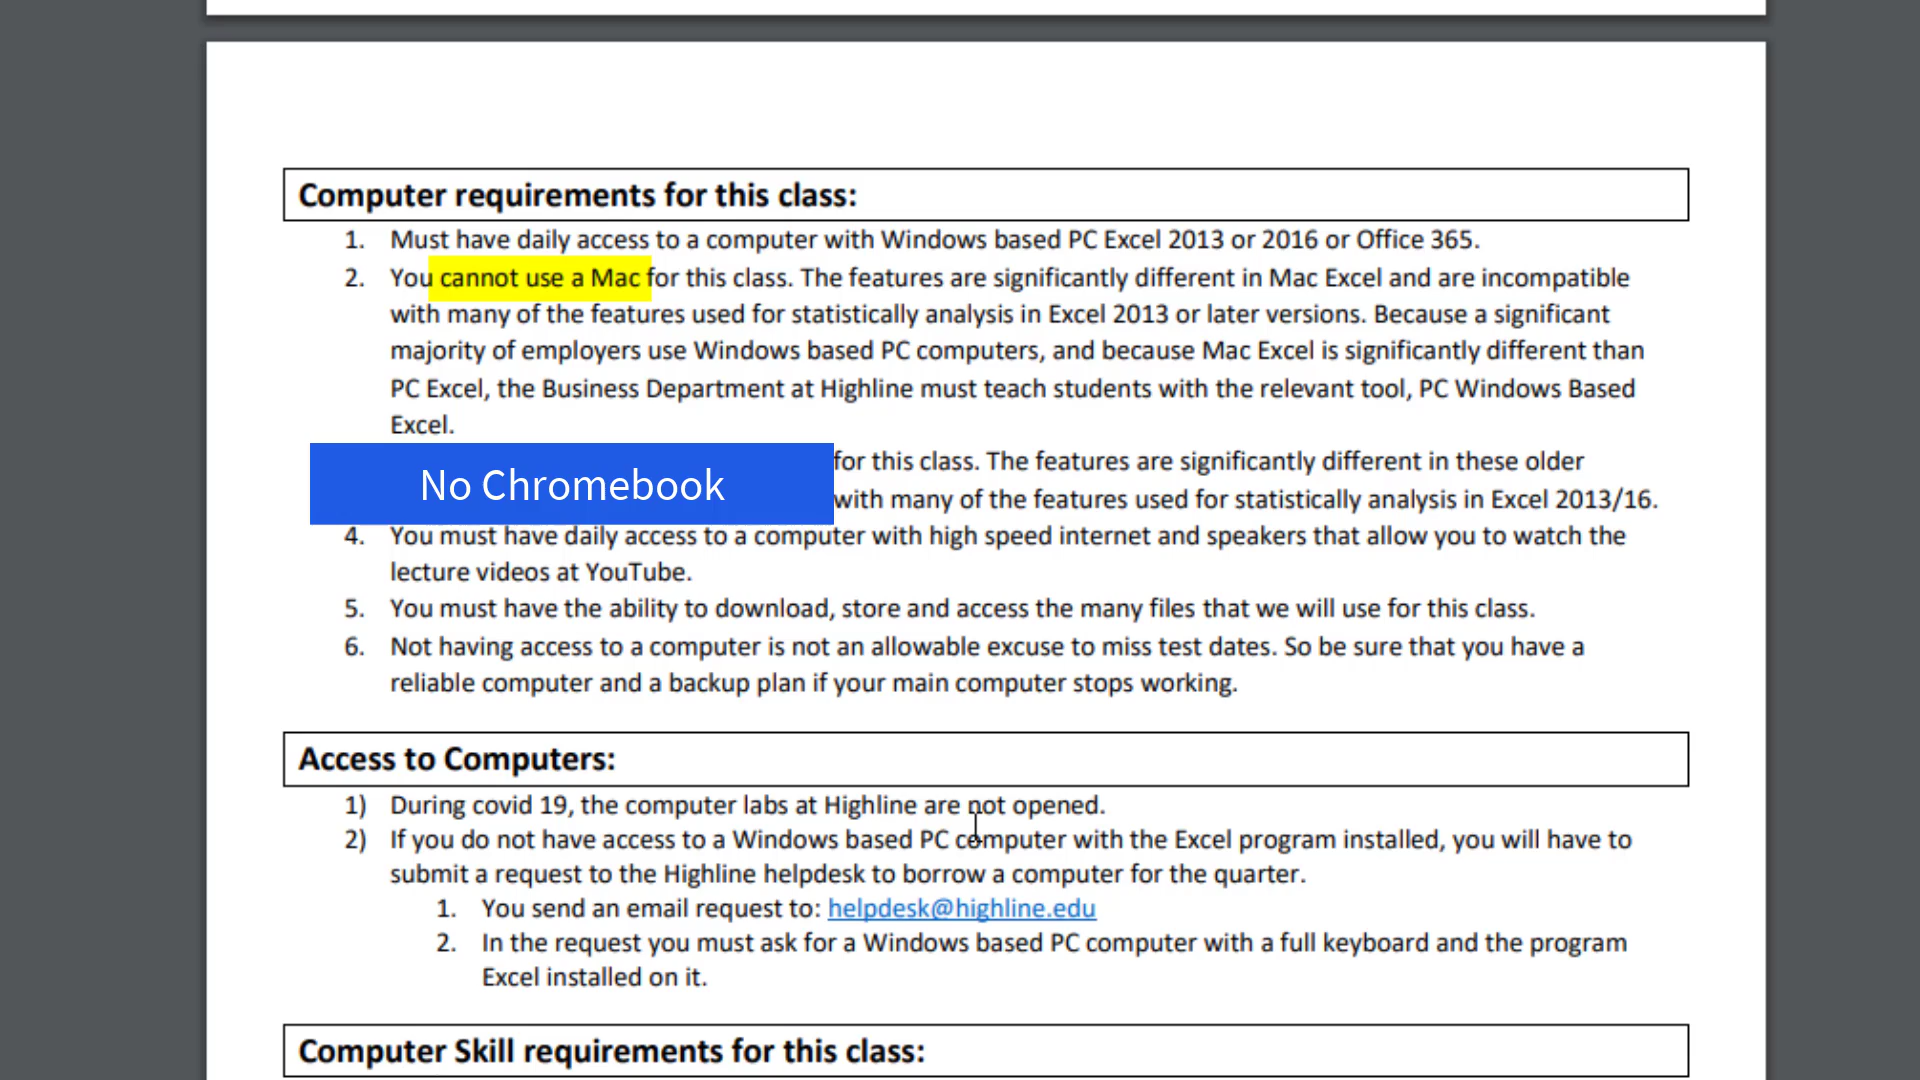 Computer requirements for this class:
1. Must have daily access to a computer with Windows based PC Excel 2013 or 2016 or Office 365.
2. You cannot use a Mac for this class. The features are significantly different in Mac Excel and are incompatible
with many of the features used for statistically analysis in Excel 2013 or later versions. Because a significant
majority of employers use Windows based PC computers, and because Mac Excel is significantly different than
PC Excel, the Business Department at Highline must teach students with the relevant tool, PC Windows Based
Excel.
for this class. The features are significantly different in these older
No Chromebook
with many of the features used for statistically analysis in Excel 2013/16.
4. You must have daily access to a computer with high speed internet and speakers that allow you to watch the
lecture videos at YouTube.
5. You must have the ability to download, store and access the many files that we will use for this class.
6. Not having access to a computer is not an allowable excuse to miss test dates. So be sure that you have a
reliable computer and a backup plan if your main computer stops working.
Access to Computers:
1) During covid 19, the computer labs at Highline are not opened.
2) If you do not have access to a Windows based PC computer with the Excel program installed, you will have to
submit a request to the Highline helpdesk to borrow a computer for the quarter.
1. You send an email request to: helpdesk@highline.edu
2. In the request you must ask for a Windows based PC computer with a full keyboard and the program
Excel installed on it.
Computer Skill requirements for this class: